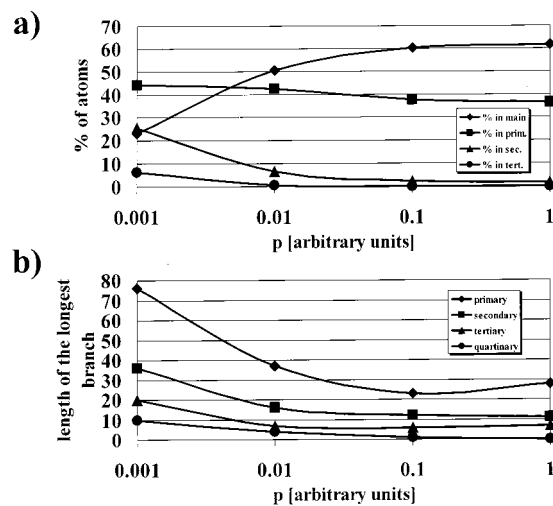 a)
70
60
50
40
30
20
10
0
% of atoms
% in main
% in prim.
% in sec.
% in tert.
0.001 0.01 0.1 1
p [arbitrary units]
b)
80
70
60
50
40
30
20
10
0
length of the longest
branch
primary
secondary
tertiary
quartinary
0.001 0.01 0.1 1
p [arbitrary units]